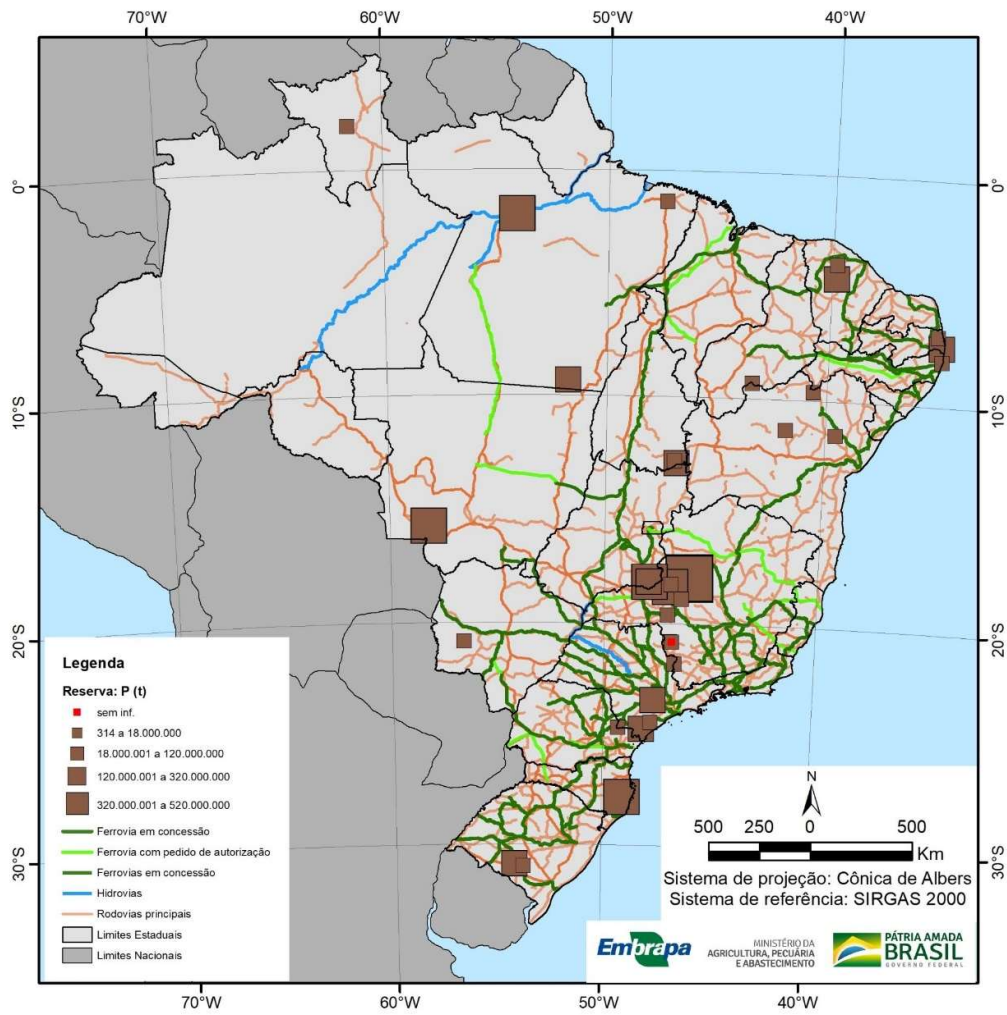 70°W 60°W 50°W 40°W
0° 0°
10°S 10°S
20°S 20°S
30°S 30°S
Legenda
Reserva: P (t)
sem inf.
314 a 18.000.000
18.000.001 a 120.000.000
120.000.001 a 320.000.000
320.000.001 a 520.000.000
Ferrovia em concessão
Ferrovia com pedido de autorização
Ferrovias em concessão
Hidrovias
Rodovias principais
Limites Estaduais
Limites Nacionais
N
500 250 0 500
Km
Sistema de projeção: Cônica de Albers
Sistema de referência: SIRGAS 2000
Embrapa
MINISTÉRIO DA
AGRICULTURA, PECUÁRIA
E ABASTECIMENTO
PÁTRIA AMADA
BRASIL
GOVERNO FEDERAL
70°W 60°W 50°W 40°W